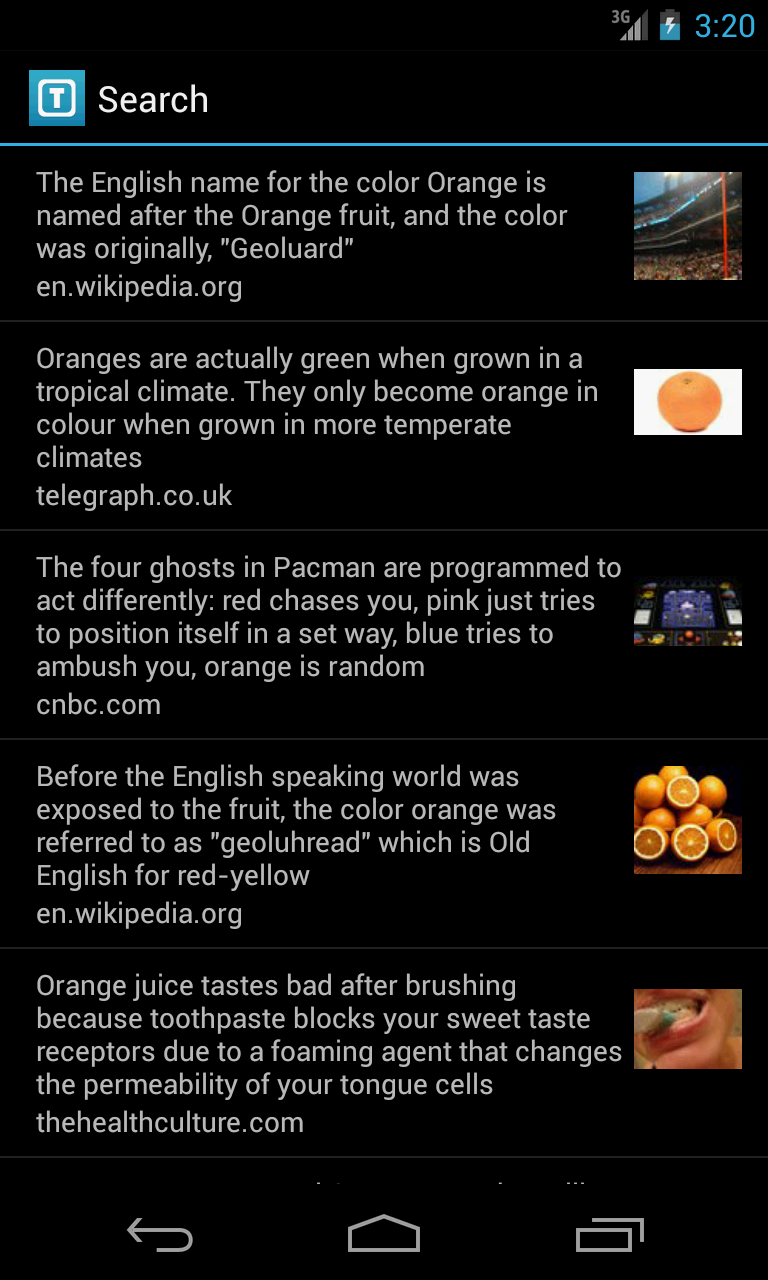 3G
3:20
T Search
The English name for the color Orange is
named after the Orange fruit, and the color
was originally, "Geoluard"
en.wikipedia.org
Oranges are actually green when grown in a
tropical climate. They only become orange in
colour when grown in more temperate
climates
telegraph.co.uk
The four ghosts in Pacman are programmed to
act differently: red chases you, pink just tries
to position itself in a set way, blue tries to
ambush you, orange is random
cnbc.com
Before the English speaking world was
exposed to the fruit, the color orange was
referred to as "geoluhread" which is Old
English for red-yellow
en.wikipedia.org
Orange juice tastes bad after brushing
because toothpaste blocks your sweet taste
receptors due to a foaming agent that changes
the permeability of your tongue cells
thehealthculture.com